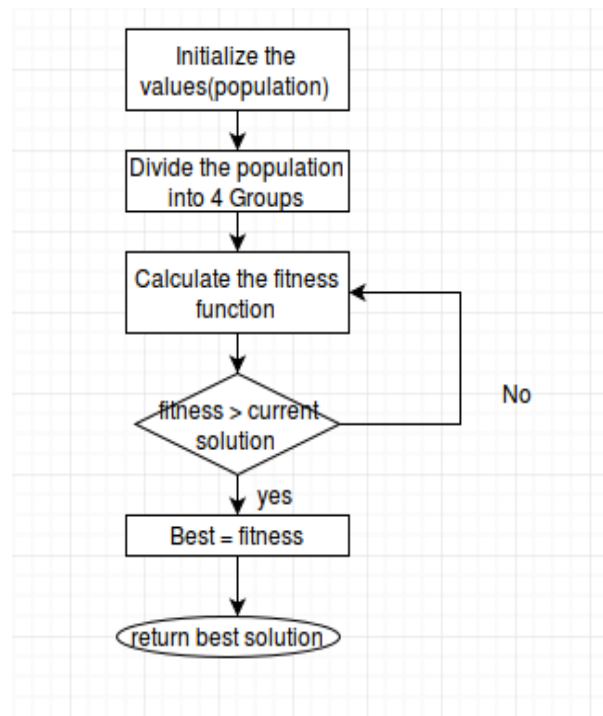 Initialize the
values(population)
Divide the population
into 4 Groups
Calculate the fitness
function
fitness > current
solution
No
yes
Best = fitness
return best solution